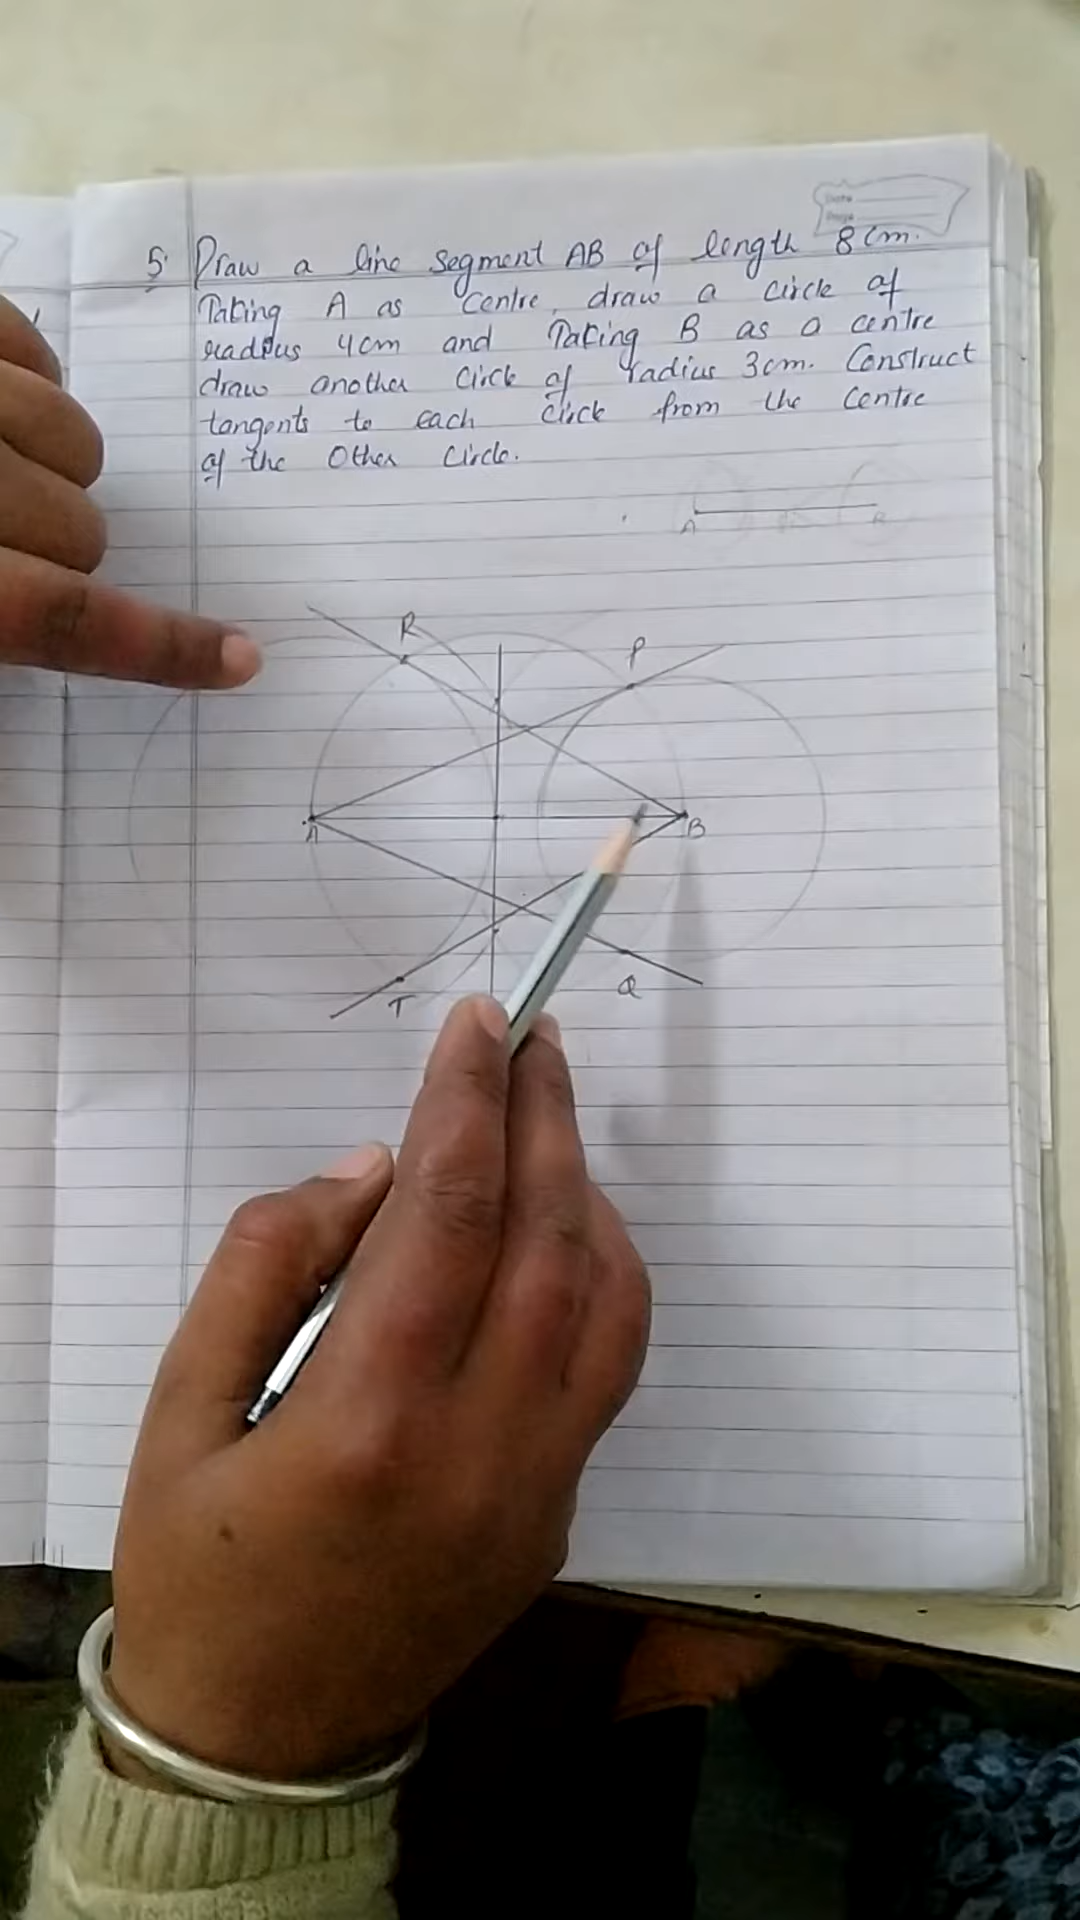 5. Draw a line segment AB of length 8 cm.
Taking A as centre, draw a circle of
radius 4cm and Taking B as a centre
draw another circle of radius 3cm. Construct
tangents to each circle from the centre
of the other circle.
Date
Page
A B
R
P
A
B
T
Q